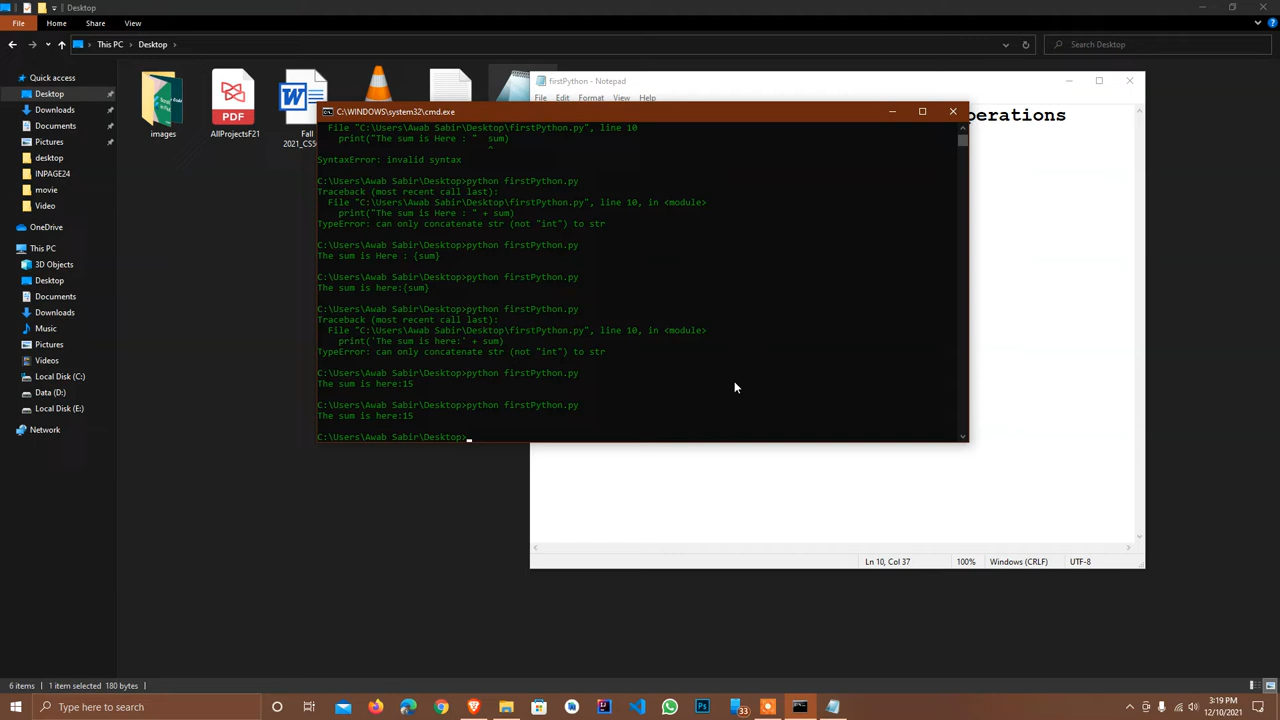 Desktop
File Home Share View
This PC Desktop
Search Desktop
Quick access
Desktop
Downloads
Documents
Pictures
desktop
INPAGE24
movie
Video
OneDrive
This PC
3D Objects
Desktop
Documents
Downloads
Music
Pictures
Videos
Local Disk (C:)
Data (D:)
Local Disk (E:)
Network
images
PDF
AllProjectsF21
Fall
2021_CS5
firstPython - Notepad
File Edit Format View Help
perations
C:\WINDOWS\system32\cmd.exe
File "C:\Users\Awab Sabir\Desktop\firstPython.py", line 10
print("The sum is Here : "  sum)
^
SyntaxError: invalid syntax
C:\Users\Awab Sabir\Desktop>python firstPython.py
Traceback (most recent call last):
File "C:\Users\Awab Sabir\Desktop\firstPython.py", line 10, in <module>
print("The sum is Here : " + sum)
TypeError: can only concatenate str (not "int") to str
C:\Users\Awab Sabir\Desktop>python firstPython.py
The sum is Here : {sum}
C:\Users\Awab Sabir\Desktop>python firstPython.py
The sum is here:{sum}
C:\Users\Awab Sabir\Desktop>python firstPython.py
Traceback (most recent call last):
File "C:\Users\Awab Sabir\Desktop\firstPython.py", line 10, in <module>
print('The sum is here:' + sum)
TypeError: can only concatenate str (not "int") to str
C:\Users\Awab Sabir\Desktop>python firstPython.py
The sum is here:15
C:\Users\Awab Sabir\Desktop>python firstPython.py
The sum is here:15
C:\Users\Awab Sabir\Desktop>
Ln 10, Col 37 100% Windows (CRLF) UTF-8
6 items 1 item selected 180 bytes
Type here to search
33
3:19 PM
12/10/2021